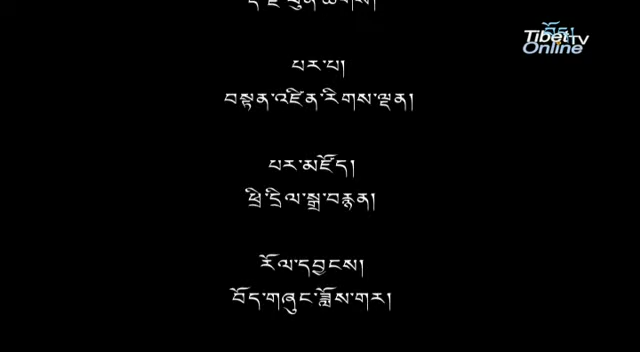 པར་པ།
བསྟན་འཛིན་རིགས་ལྡན།
པར་མཛོད།
ཕྲི་དྲིལ་སྒྲ་བརྙན།
རོལ་དབྱངས།
བོད་གཞུང་ཟློས་གར།
Tibet TV
Online